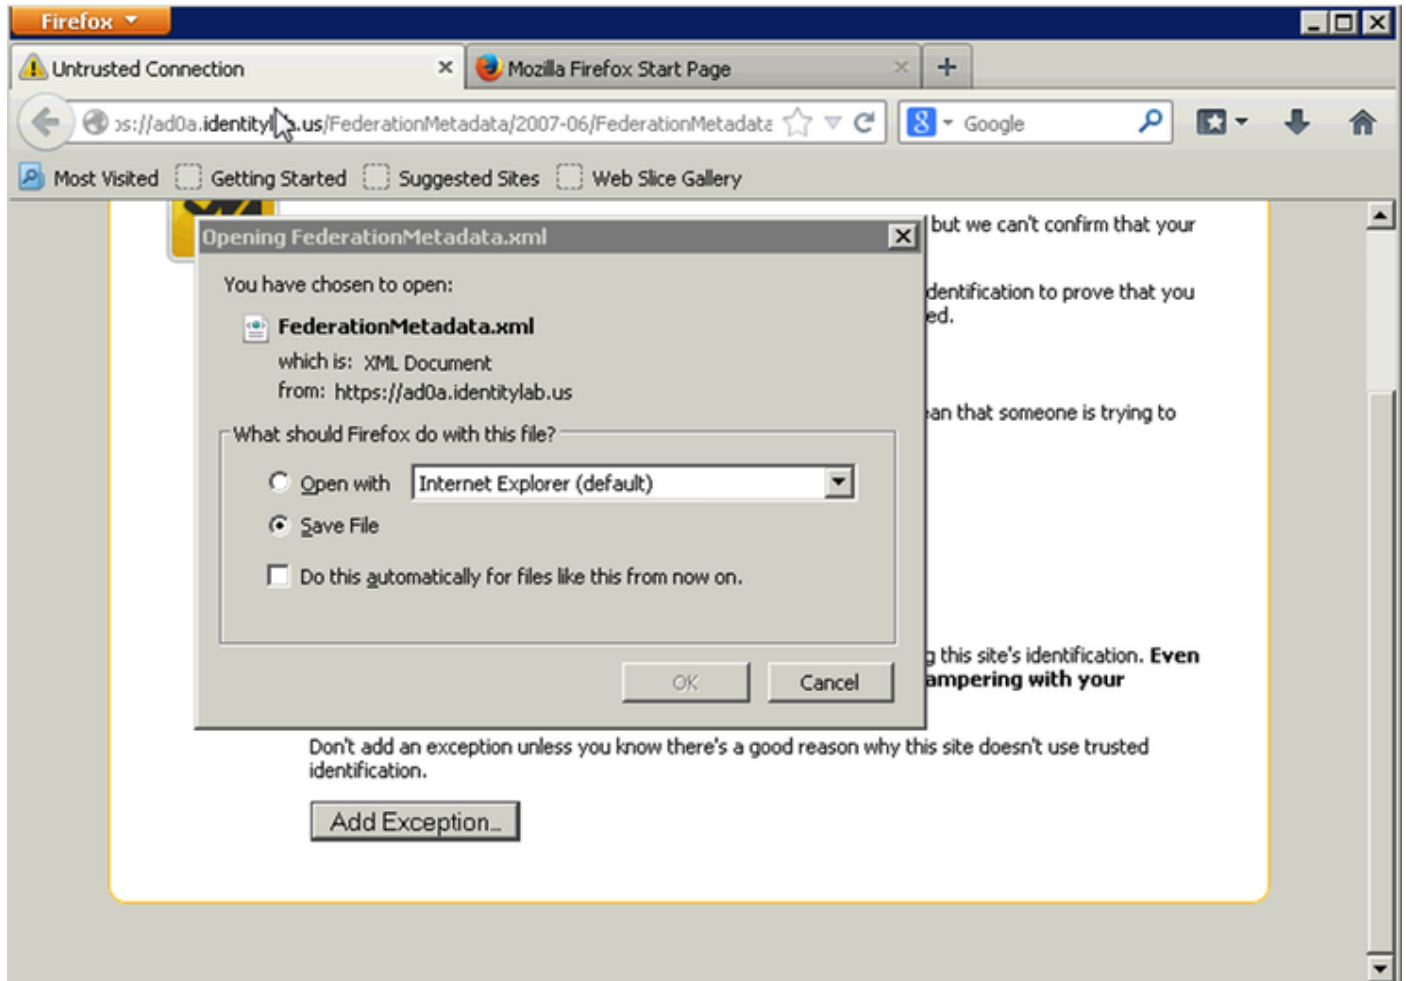 Firefox
Untrusted Connection
Mozilla Firefox Start Page
os://ad0a.identityl .us/FederationMetadata/2007-06/FederationMetadata
Google
Most Visited Getting Started Suggested Sites Web Slice Gallery
but we can't confirm that your
dentification to prove that you
ed.
an that someone is trying to
g this site's identification. Even
ampering with your
Opening FederationMetadata.xml
You have chosen to open:
FederationMetadata.xml
which is: XML Document
from: https://ad0a.identitylab.us
What should Firefox do with this file?
Open with Internet Explorer (default)
Save File
Do this automatically for files like this from now on.
OK Cancel
Don't add an exception unless you know there's a good reason why this site doesn't use trusted
identification.
Add Exception...